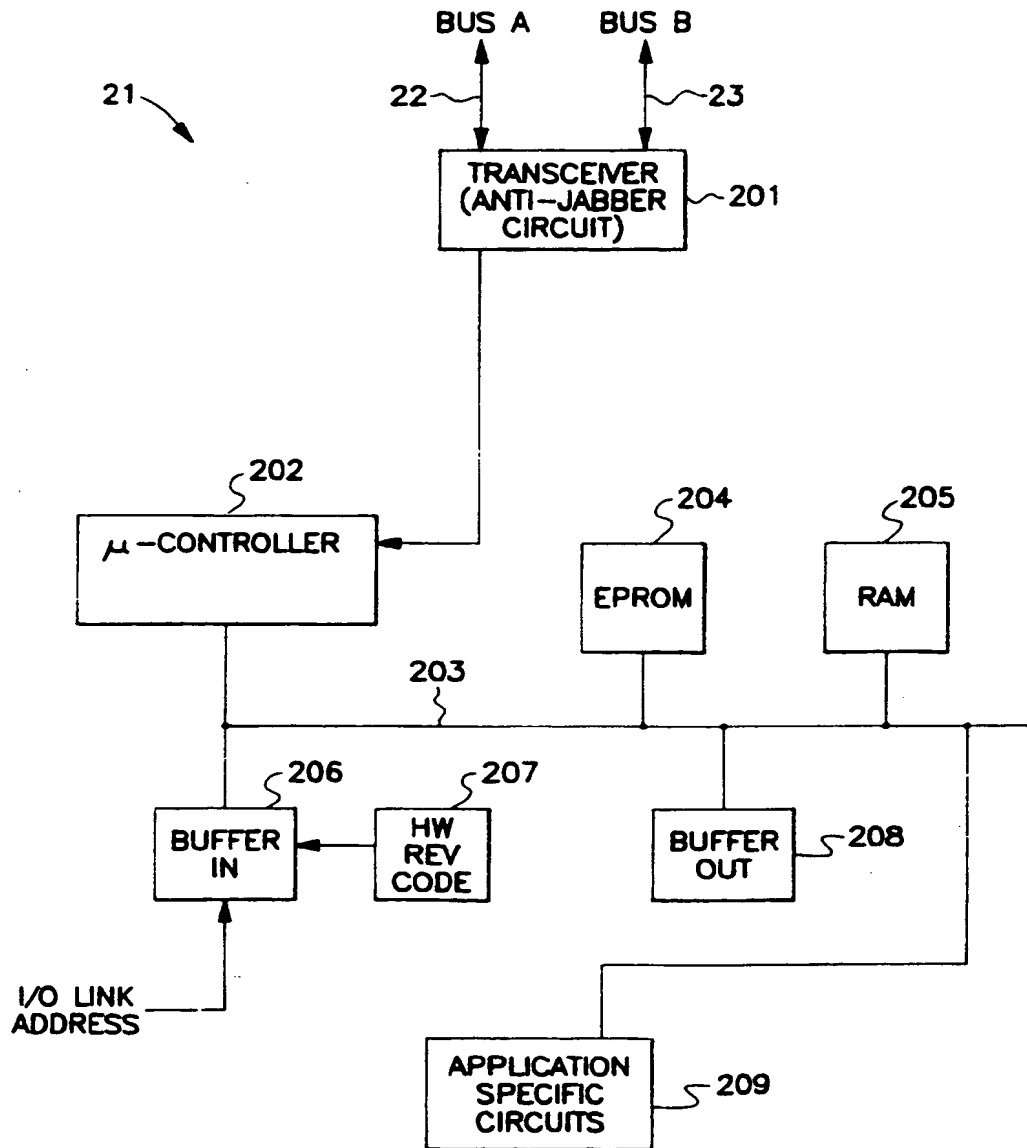 BUS A BUS B
21
22
23
TRANSCEIVER
(ANTI-JABBER
CIRCUIT)
201
202
μ-CONTROLLER
204
EPROM
205
RAM
203
206
BUFFER
IN
207
HW
REV
CODE
BUFFER
OUT
208
I/O LINK
ADDRESS
APPLICATION
SPECIFIC
CIRCUITS
209